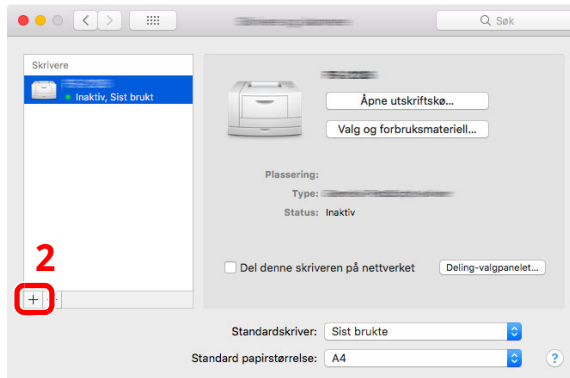 Søk
Skrivere
Inaktiv, Sist brukt
Åpne utskriftskø...
Valg og forbruksmateriell...
Plassering:
Type:
Status: Inaktiv
2
Del denne skriveren på nettverket
Deling-valgpanelet...
+
Standardskriver: Sist brukte
Standard papirstørrelse: A4
?